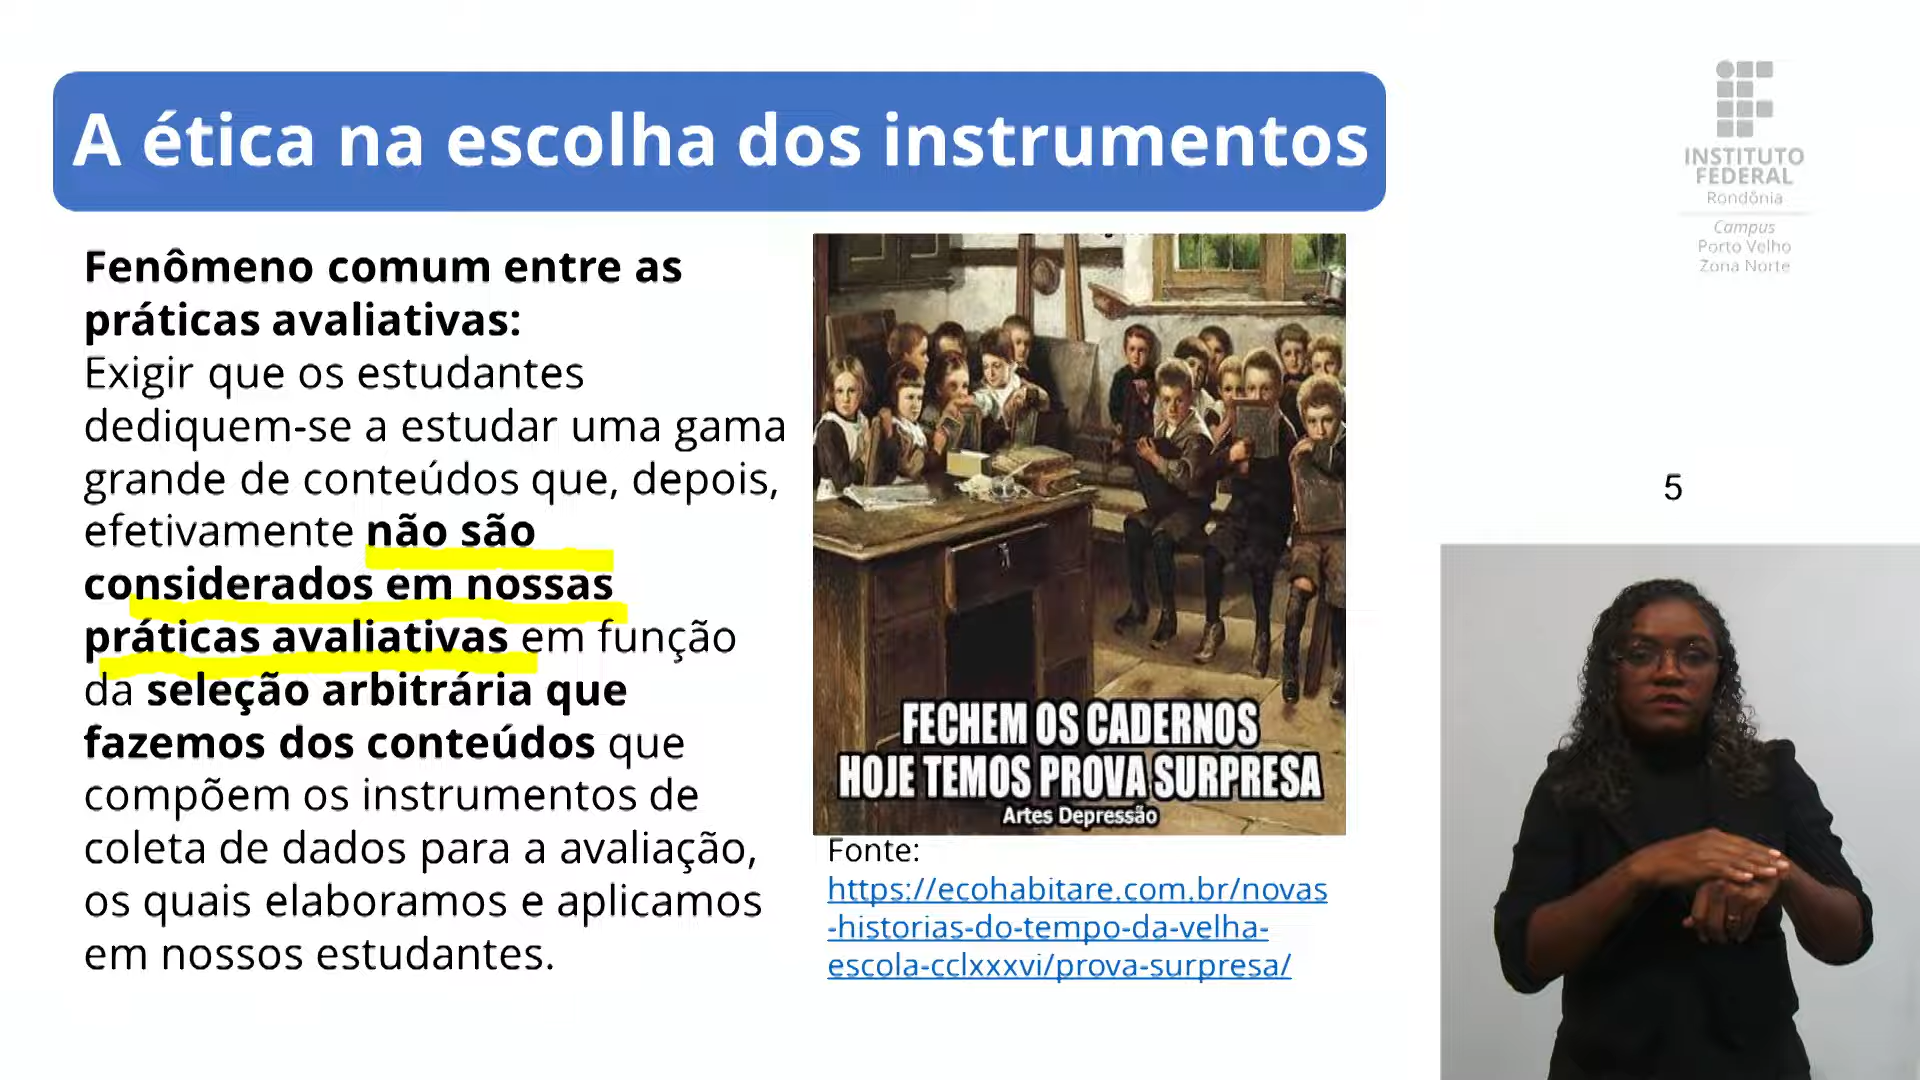 A ética na escolha dos instrumentos
INSTITUTO
FEDERAL
Rondônia
Campus
Porto Velho
Zona Norte
Fenômeno comum entre as
práticas avaliativas:
Exigir que os estudantes
dediquem-se a estudar uma gama
grande de conteúdos que, depois,
efetivamente não são
considerados em nossas
práticas avaliativas em função
da seleção arbitrária que
fazemos dos conteúdos que
compõem os instrumentos de
coleta de dados para a avaliação,
os quais elaboramos e aplicamos
em nossos estudantes.
FECHEM OS CADERNOS
HOJE TEMOS PROVA SURPRESA
Artes Depressão
Fonte:
https://ecohabitare.com.br/novas
-historias-do-tempo-da-velha-
escola-cclxxxvi/prova-surpresa/
5